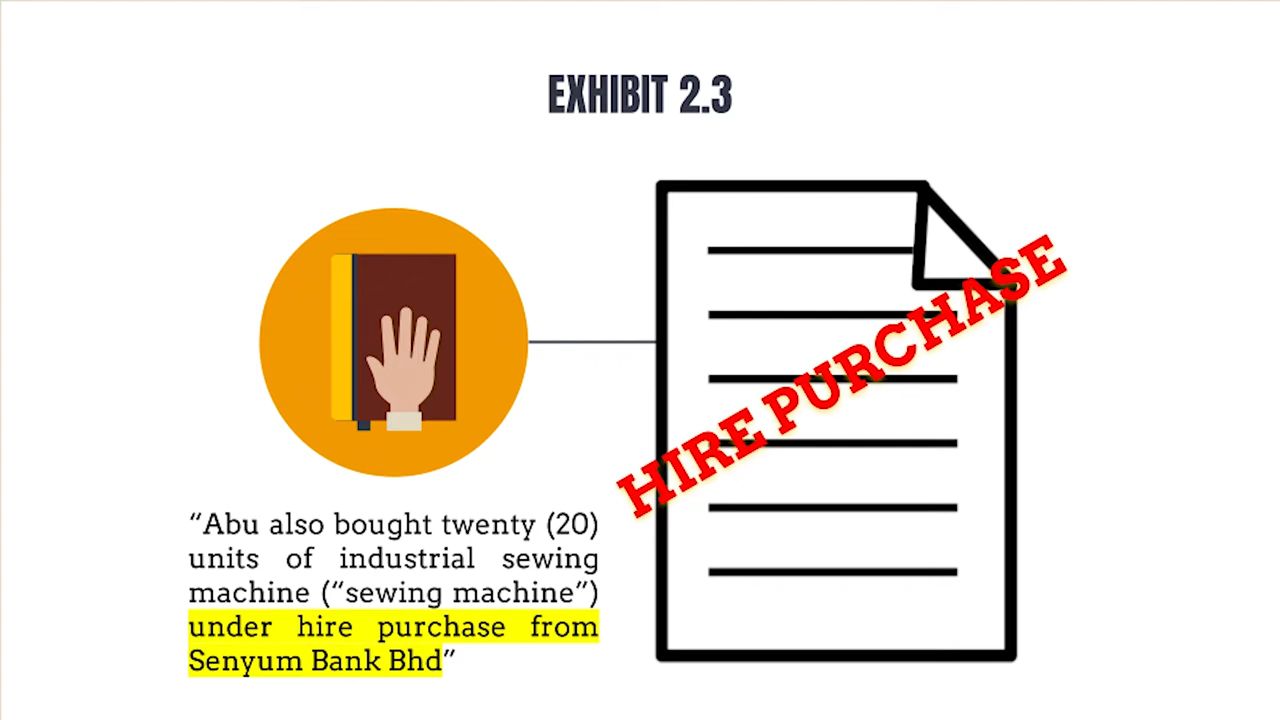 EXHIBIT 2.3
HIRE PURCHASE
“Abu also bought twenty (20)
units of industrial sewing
machine (“sewing machine”)
under hire purchase from
Senyum Bank Bhd”